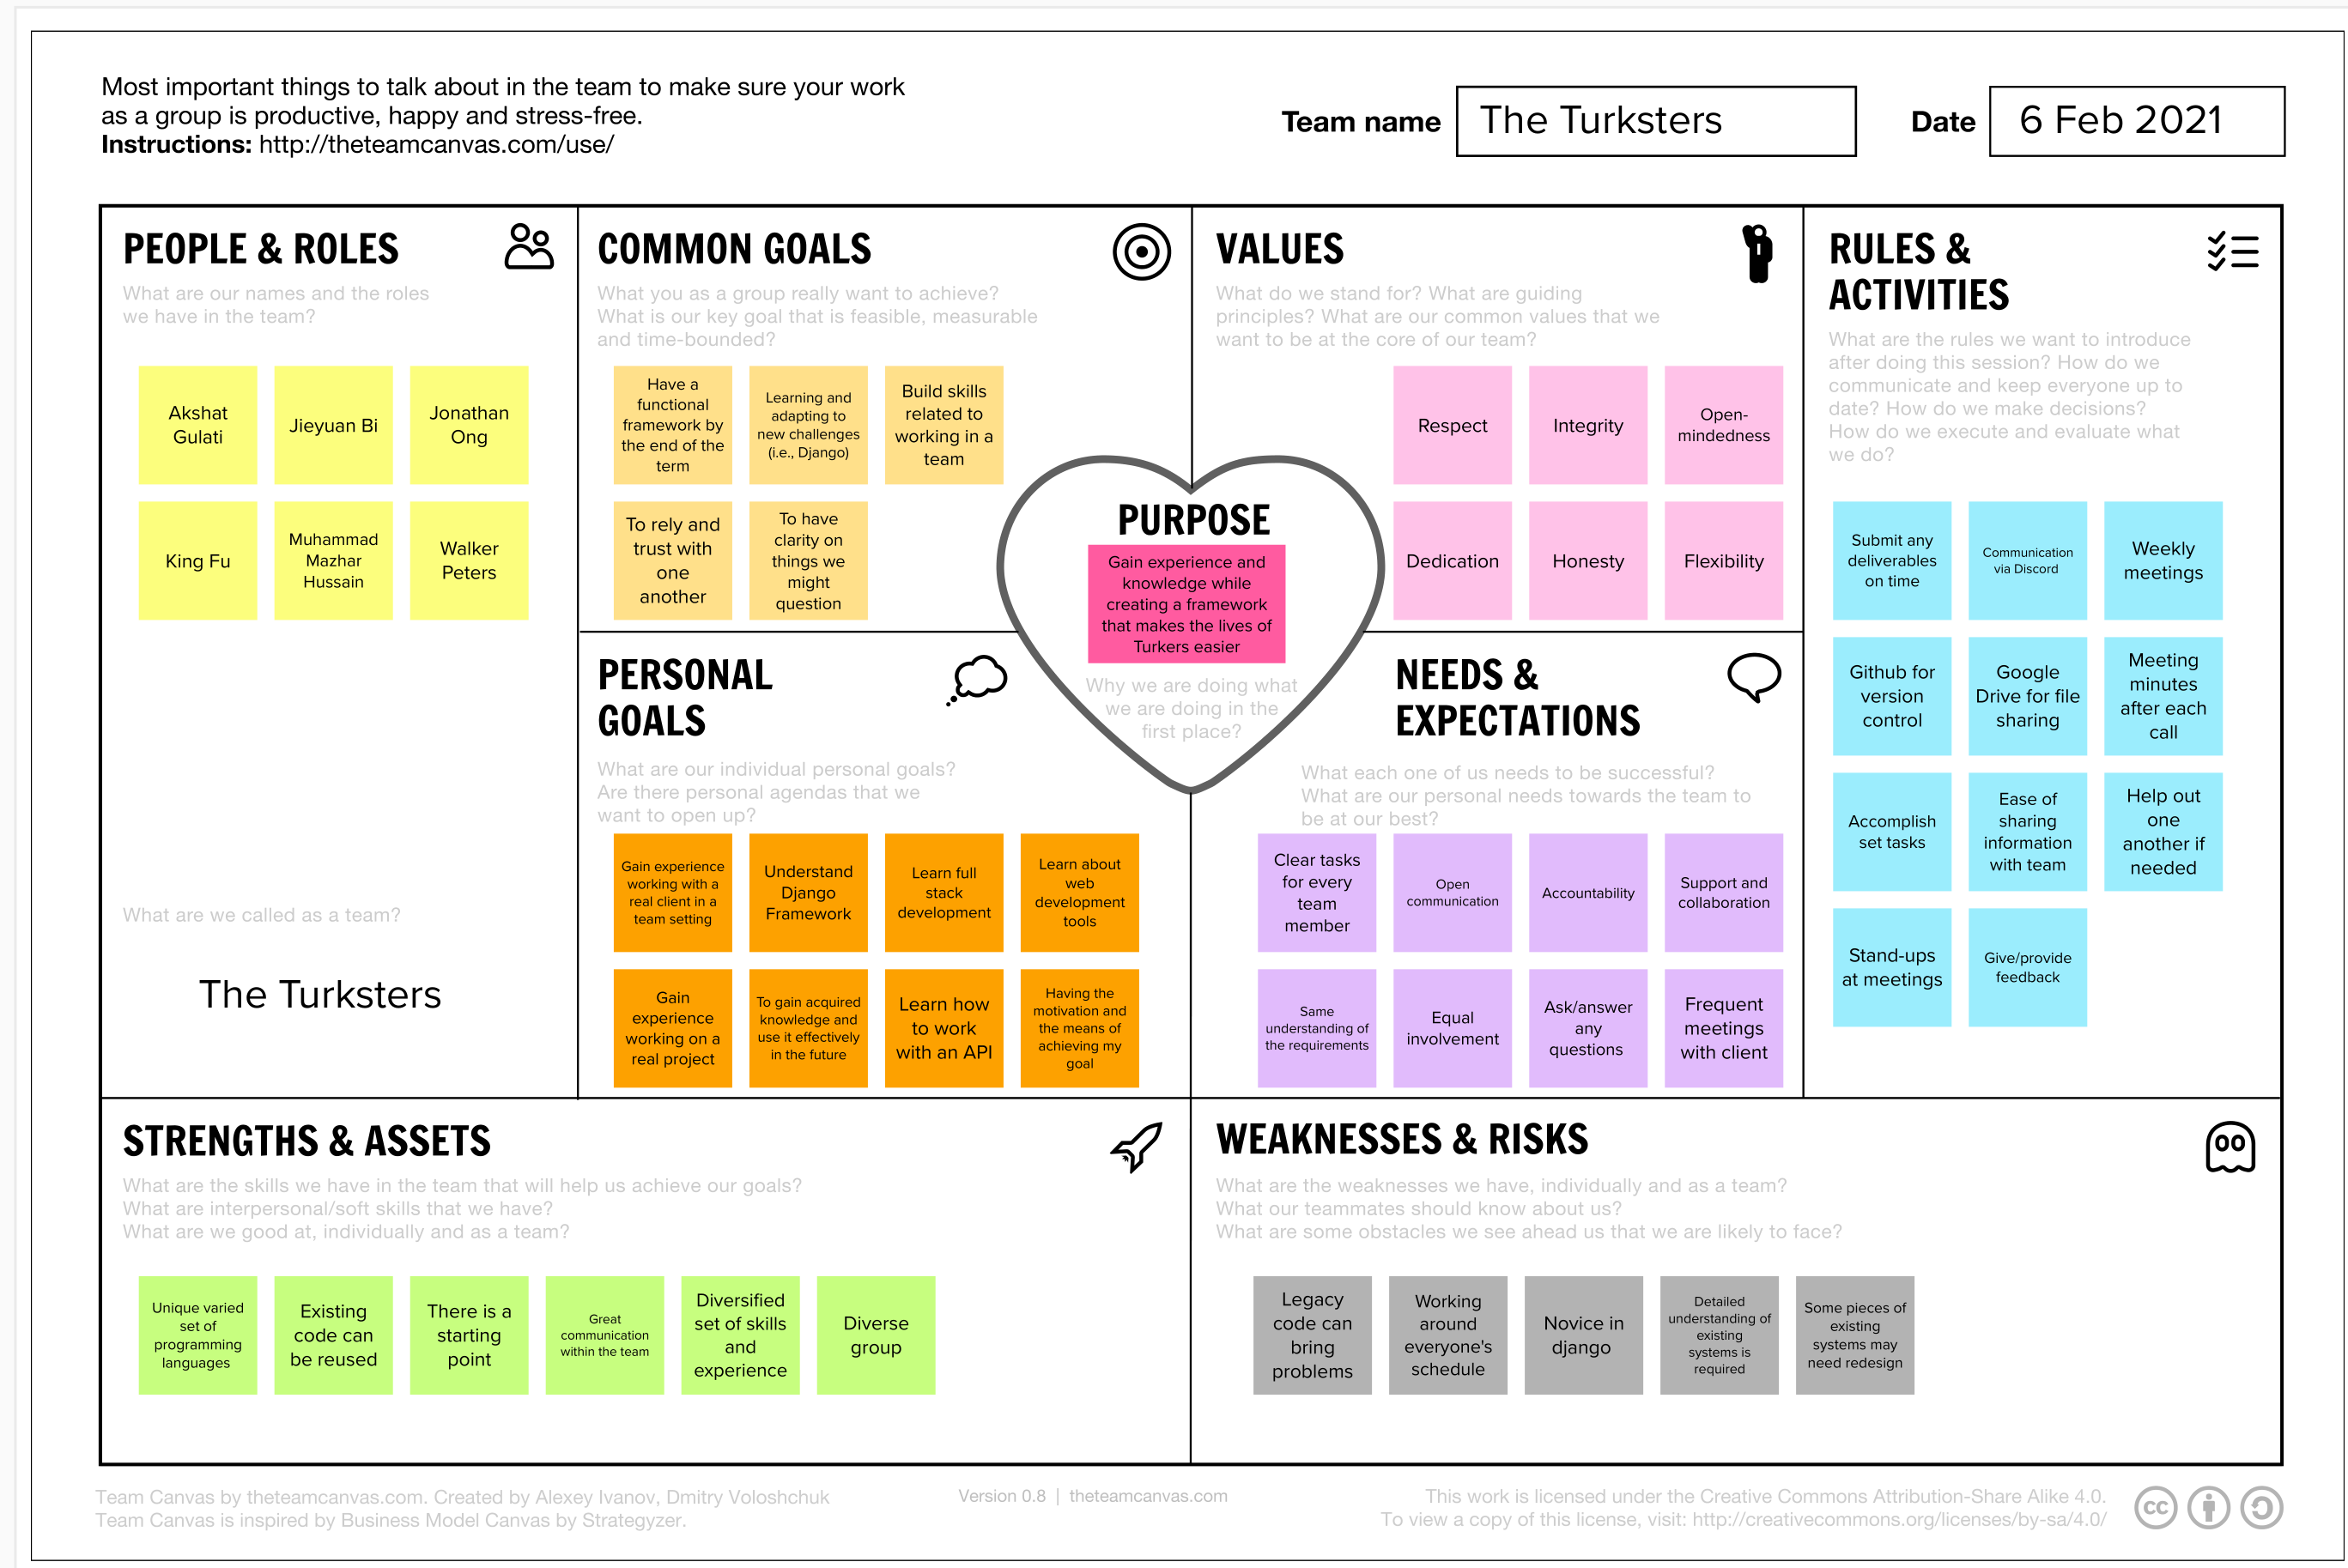 Most important things to talk about in the team to make sure your work
as a group is productive, happy and stress-free.
Instructions: http://theteamcanvas.com/use/
Team name
The Turksters
Date
6 Feb 2021
PEOPLE & ROLES
What are our names and the roles
we have in the team?
Akshat
Gulati
Jieyuan Bi
Jonathan
Ong
King Fu
Muhammad
Mazhar
Hussain
Walker
Peters
What are we called as a team?
The Turksters
COMMON GOALS
What you as a group really want to achieve?
What is our key goal that is feasible, measurable
and time-bounded?
Have a
functional
framework by
the end of the
term
Learning and
adapting to
new challenges
(i.e., Django)
Build skills
related to
working in a
team
To rely and
trust with
one
another
To have
clarity on
things we
might
question
PURPOSE
Gain experience and
knowledge while
creating a framework
that makes the lives of
Turkers easier
Why we are doing what
we are doing in the
first place?
VALUES
What do we stand for? What are guiding
principles? What are our common values that we
want to be at the core of our team?
Respect
Integrity
Open-
mindedness
Dedication
Honesty
Flexibility
RULES &
ACTIVITIES
What are the rules we want to introduce
after doing this session? How do we
communicate and keep everyone up to
date? How do we make decisions?
How do we execute and evaluate what
we do?
Submit any
deliverables
on time
Communication
via Discord
Weekly
meetings
Github for
version
control
Google
Drive for file
sharing
Meeting
minutes
after each
call
Accomplish
set tasks
Ease of
sharing
information
with team
Help out
one
another if
needed
Stand-ups
at meetings
Give/provide
feedback
PERSONAL
GOALS
What are our individual personal goals?
Are there personal agendas that we
want to open up?
Gain experience
working with a
real client in a
team setting
Understand
Django
Framework
Learn full
stack
development
Learn about
web
development
tools
Gain
experience
working on a
real project
To gain acquired
knowledge and
use it effectively
in the future
Learn how
to work
with an API
Having the
motivation and
the means of
achieving my
goal
NEEDS &
EXPECTATIONS
What each one of us needs to be successful?
What are our personal needs towards the team to
be at our best?
Clear tasks
for every
team
member
Open
communication
Accountability
Support and
collaboration
Same
understanding of
the requirements
Equal
involvement
Ask/answer
any
questions
Frequent
meetings
with client
STRENGTHS & ASSETS
What are the skills we have in the team that will help us achieve our goals?
What are interpersonal/soft skills that we have?
What are we good at, individually and as a team?
Unique varied
set of
programming
languages
Existing
code can
be reused
There is a
starting
point
Great
communication
within the team
Diversified
set of skills
and
experience
Diverse
group
WEAKNESSES & RISKS
What are the weaknesses we have, individually and as a team?
What our teammates should know about us?
What are some obstacles we see ahead us that we are likely to face?
Legacy
code can
bring
problems
Working
around
everyone's
schedule
Novice in
django
Detailed
understanding of
existing
systems is
required
Some pieces of
existing
systems may
need redesign
Team Canvas by theteamcanvas.com. Created by Alexey Ivanov, Dmitry Voloshchuk
Team Canvas is inspired by Business Model Canvas by Strategyzer.
Version 0.8 | theteamcanvas.com
This work is licensed under the Creative Commons Attribution-Share Alike 4.0.
To view a copy of this license, visit: http://creativecommons.org/licenses/by-sa/4.0/
cc